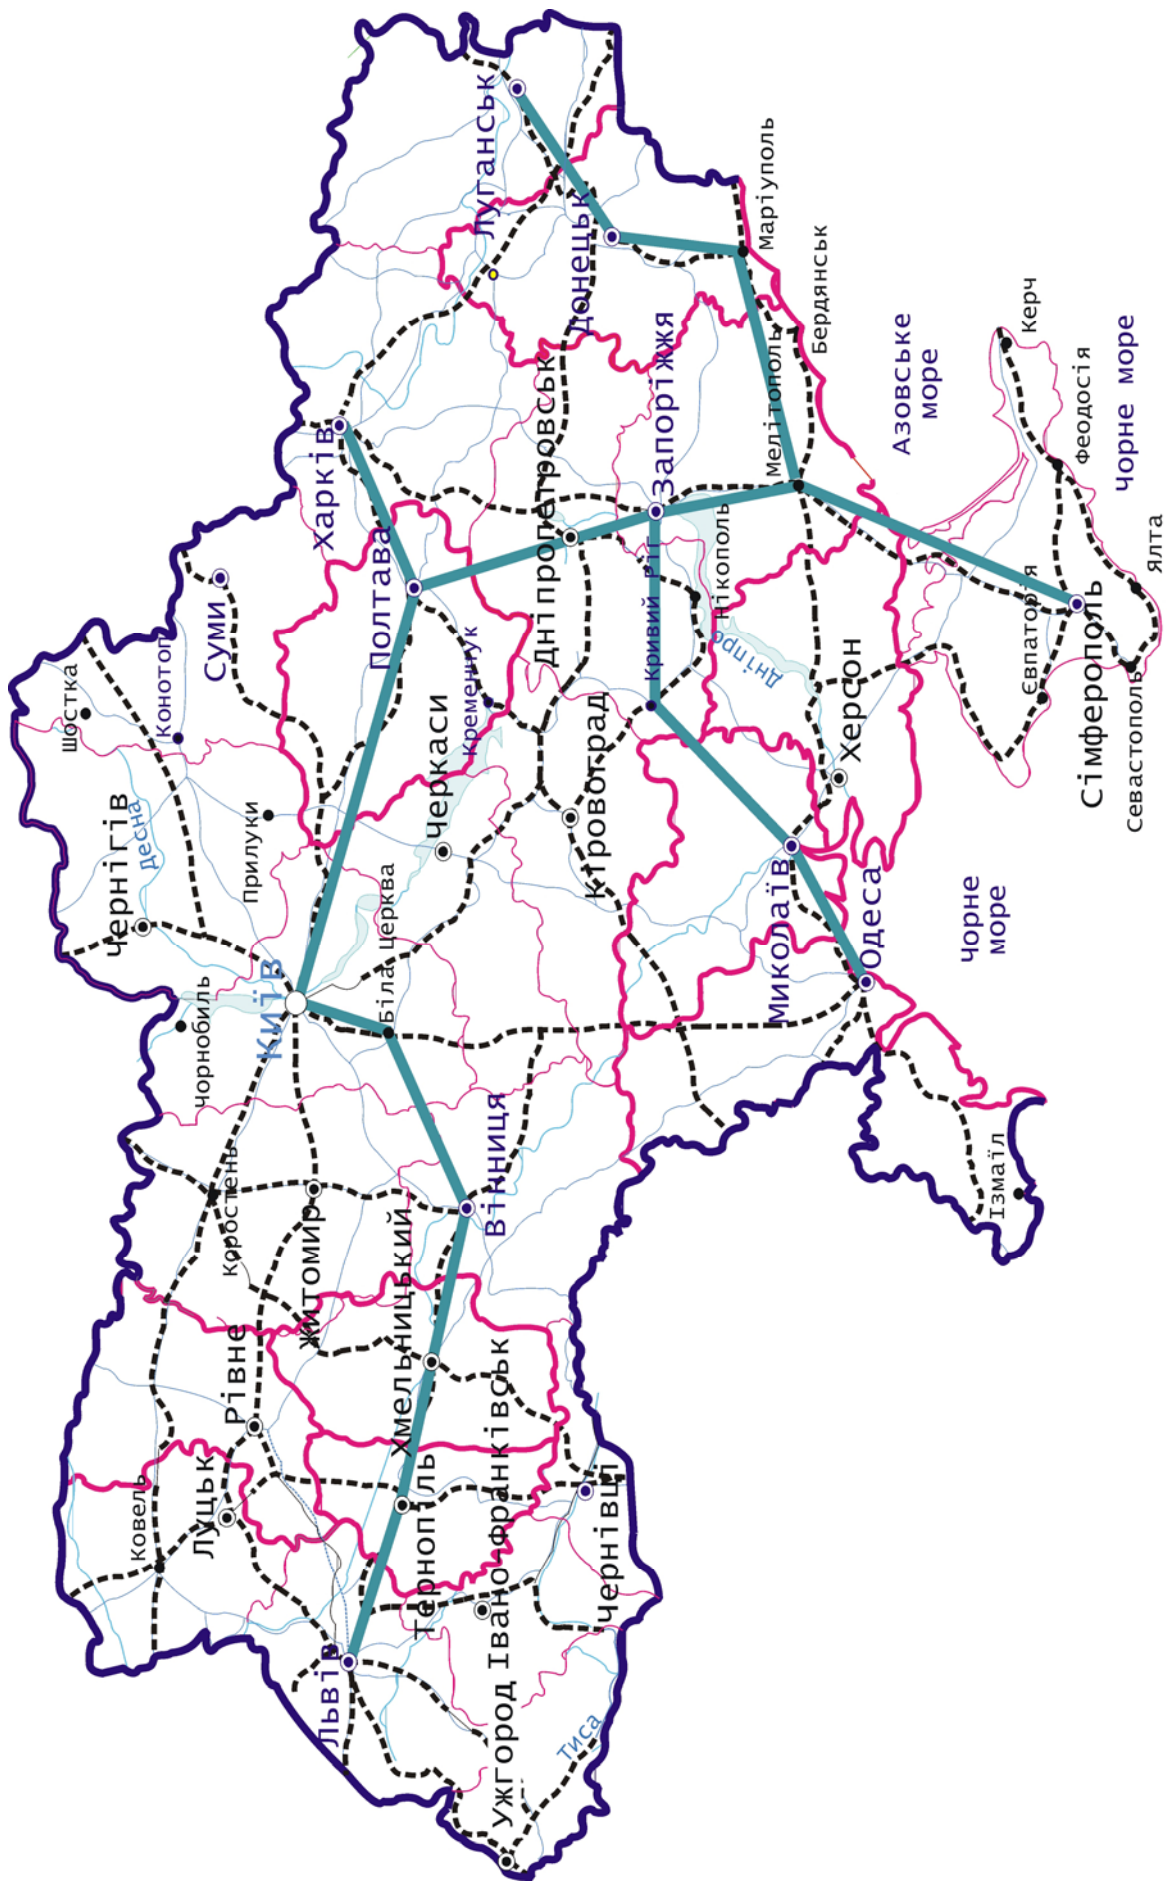 Шостка
Конотоп
Суми
Чернігів
Десна
Прилуки
Чорнобиль
Київ
Коростень
Житомир
Рівне
Луцьк
Ковель
Львів
Тернопіль
Хмельницький
Вінниця
Біла церква
Черкаси
Кременчук
Полтава
Харків
Луганськ
Донецьк
Дніпропетровськ
Запоріжжя
Кривий Ріг
Нікополь
Дніпро
Кіровоград
Ужгород
Івано-франківськ
Чернівці
Тиса
Маріуполь
Бердянськ
Мелітополь
Херсон
Миколаїв
Одеса
Ізмаїл
Азовське
море
Керч
Феодосія
Чорне море
Ялта
Євпаторія
Сімферополь
Севастополь
Чорне
море